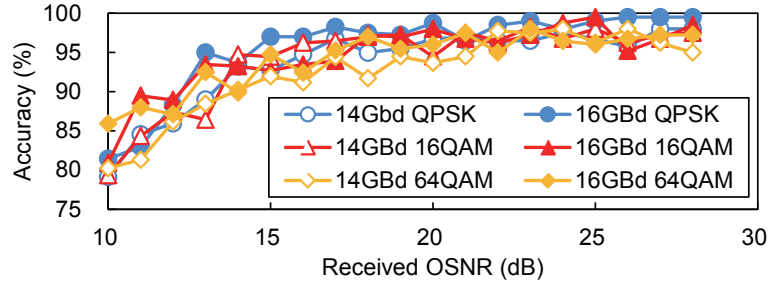 Accuracy (%)
100
95
90
85
80
75
14Gbd QPSK
16GBd QPSK
14GBd 16QAM
16GBd 16QAM
14GBd 64QAM
16GBd 64QAM
10
15
20
25
30
Received OSNR (dB)